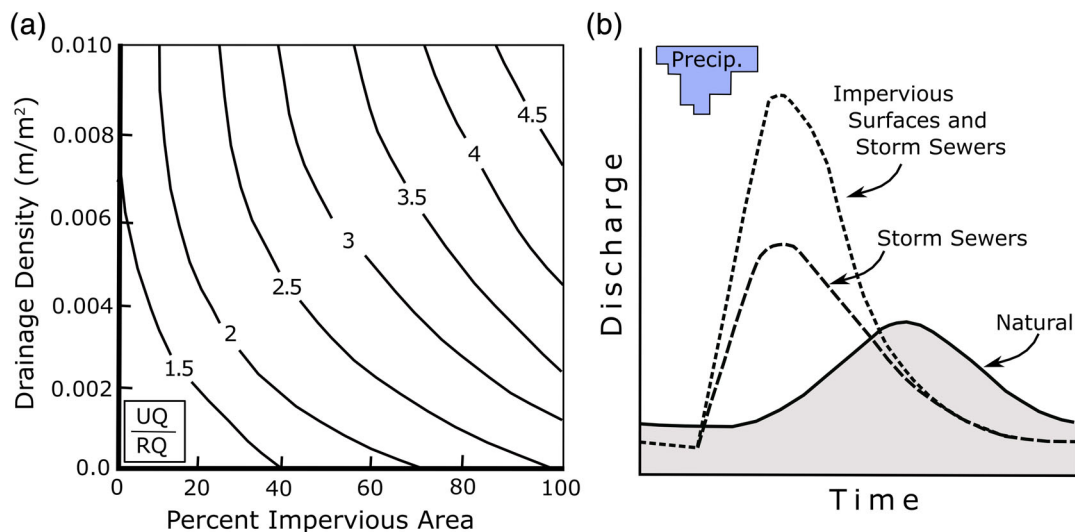 (a)
0.010
0.008
0.006
0.004
0.002
0.0
Drainage Density (m/m²)
4.5
4
3.5
3
2.5
2
1.5
UQ
RQ
0
20
40
60
80
100
Percent Impervious Area
(b)
Precip.
Impervious
Surfaces and
Storm Sewers
Storm Sewers
Natural
Discharge
Time